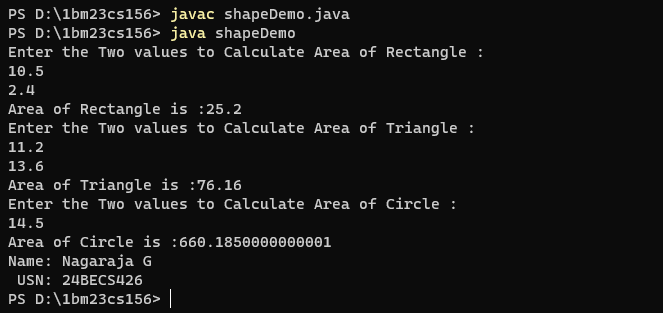 PS D:\1bm23cs156> javac shapeDemo.java
PS D:\1bm23cs156> java shapeDemo
Enter the Two values to Calculate Area of Rectangle :
10.5
2.4
Area of Rectangle is :25.2
Enter the Two values to Calculate Area of Triangle :
11.2
13.6
Area of Triangle is :76.16
Enter the Two values to Calculate Area of Circle :
14.5
Area of Circle is :660.1850000000001
Name: Nagaraja G
 USN: 24BECS426
PS D:\1bm23cs156>